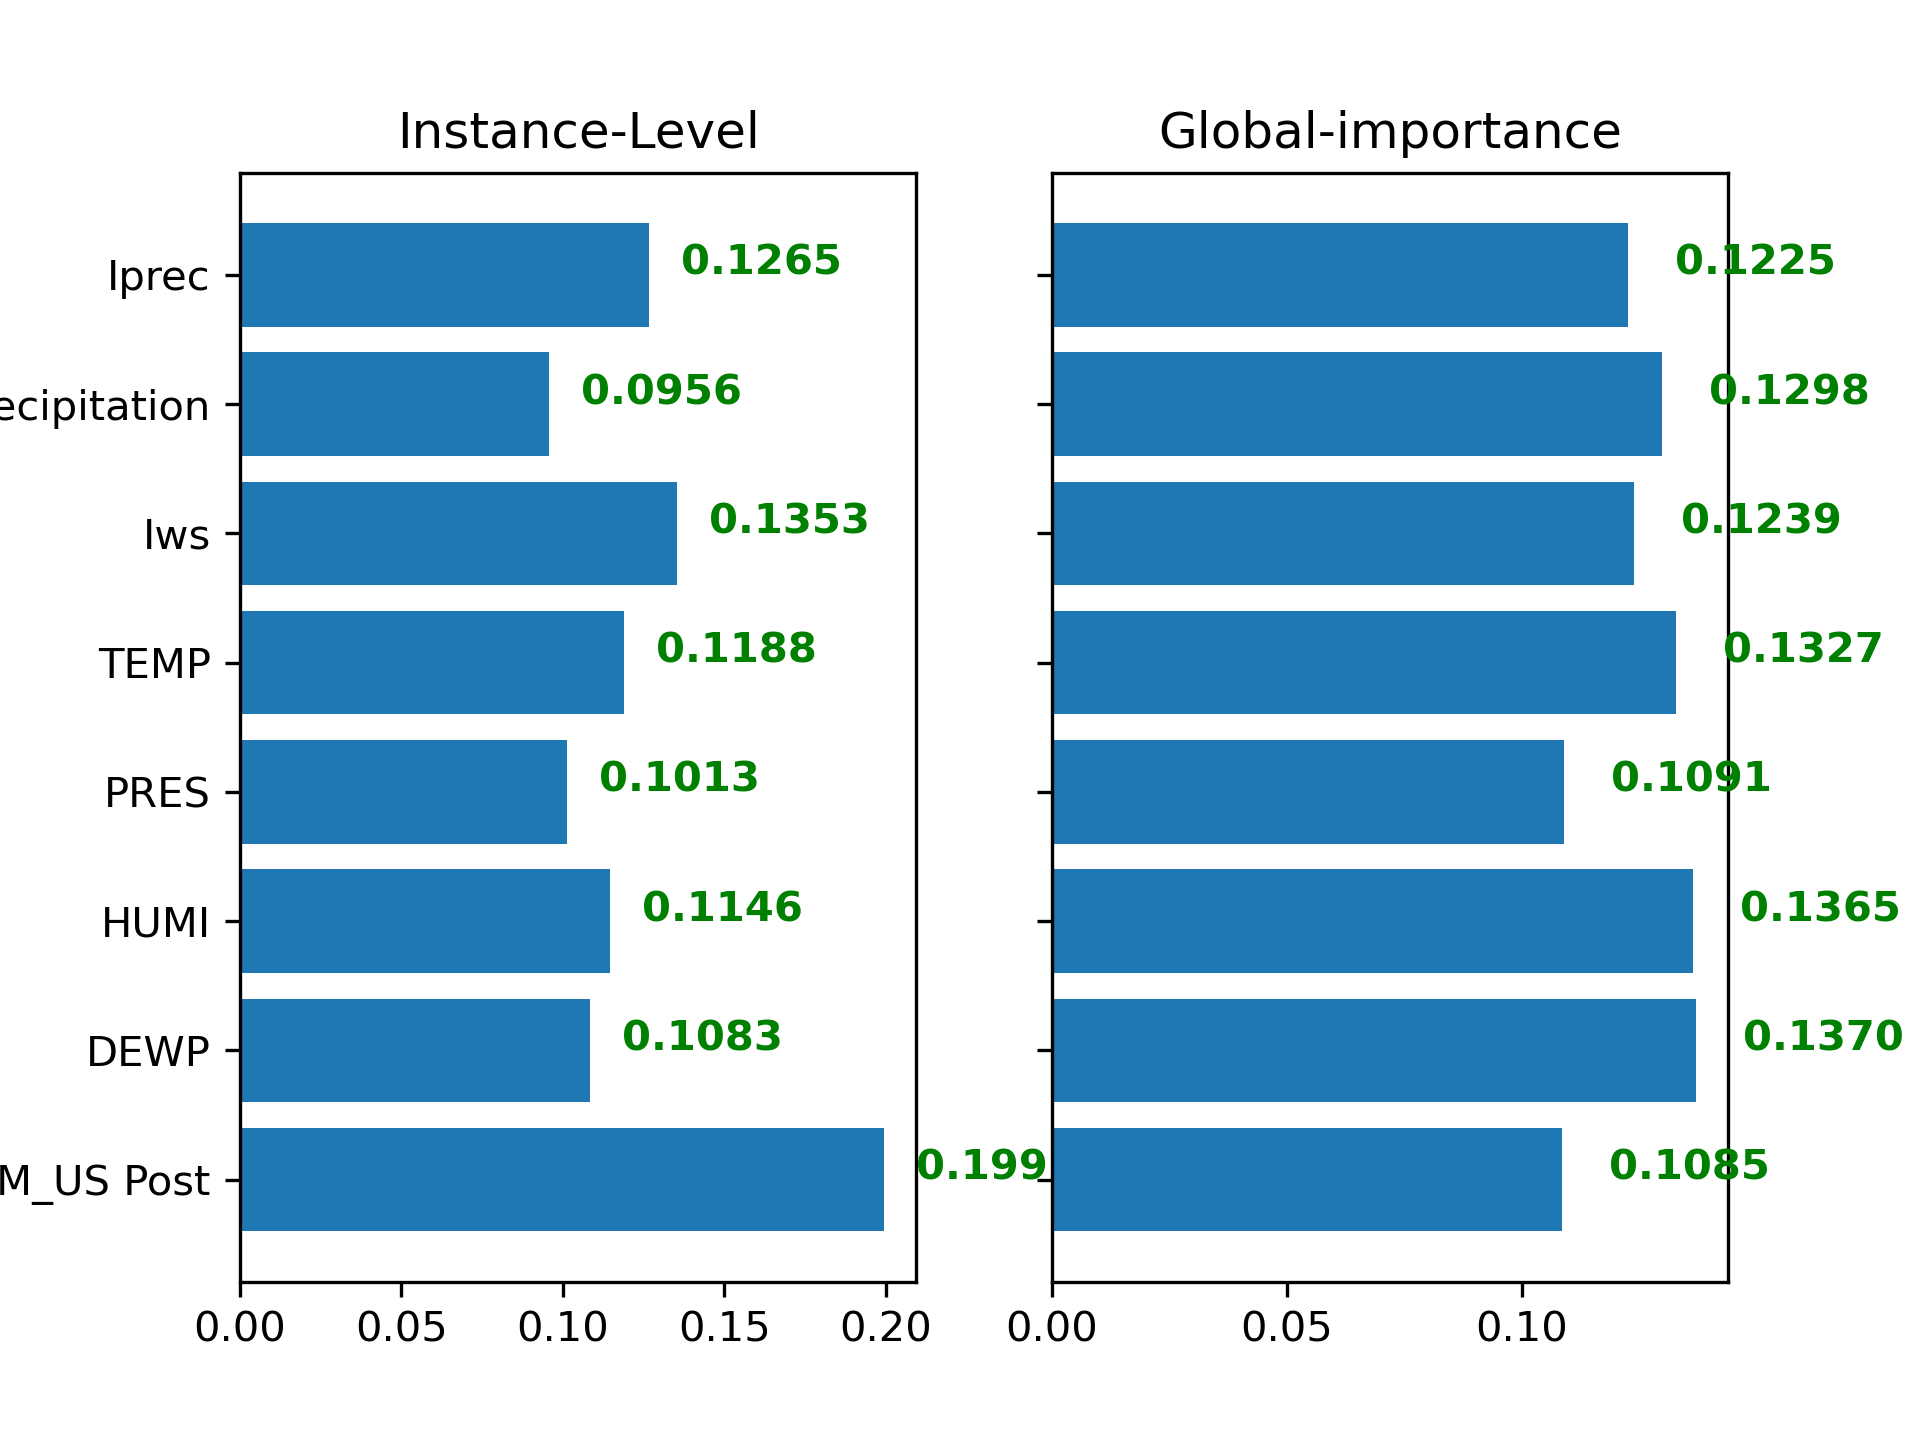 Instance-Level
Global-importance
Iprec
0.1265
0.1225
ecipitation
0.0956
0.1298
Iws
0.1353
0.1239
TEMP
0.1188
0.1327
PRES
0.1013
0.1091
HUMI
0.1146
0.1365
DEWP
0.1083
0.1370
M_US Post
0.199
0.1085
0.00 0.05 0.10 0.15 0.20
0.00 0.05 0.10